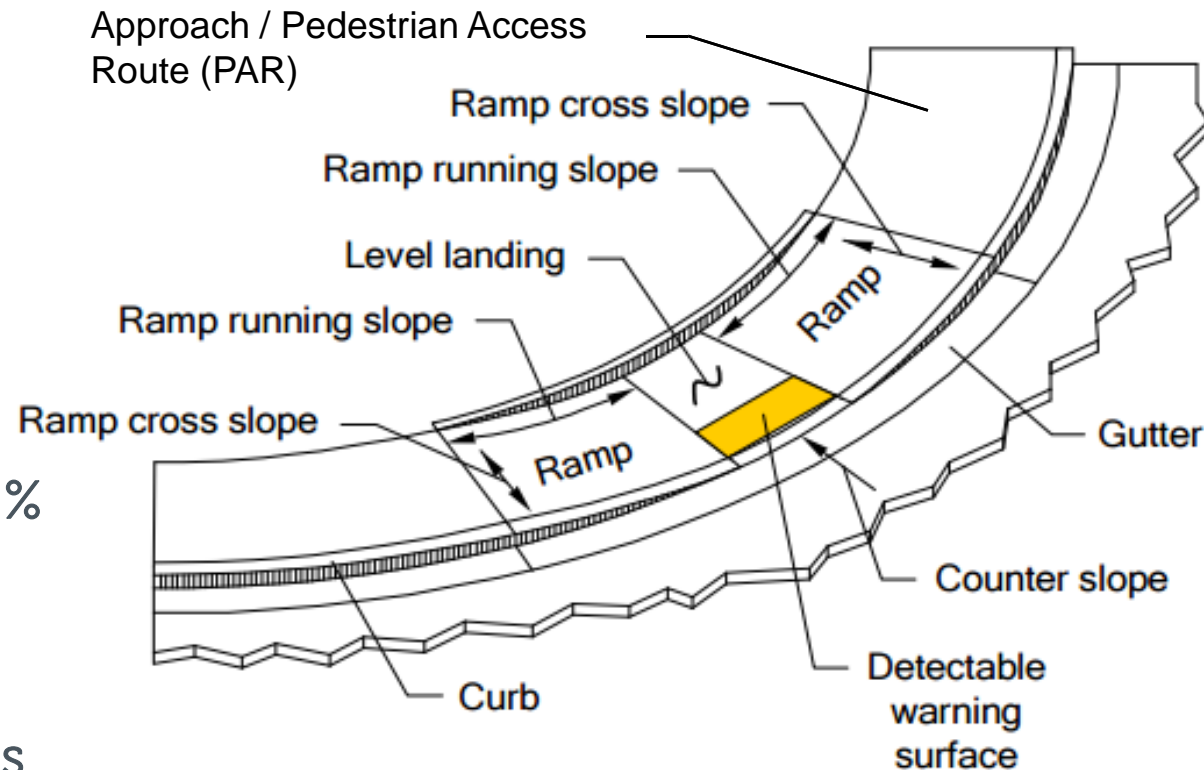 Approach / Pedestrian Access
Route (PAR)
Ramp cross slope
Ramp running slope
Level landing
Ramp
Ramp running slope
Ramp cross slope
Ramp
Gutter
%
Counter slope
Detectable
warning
surface
Curb
s